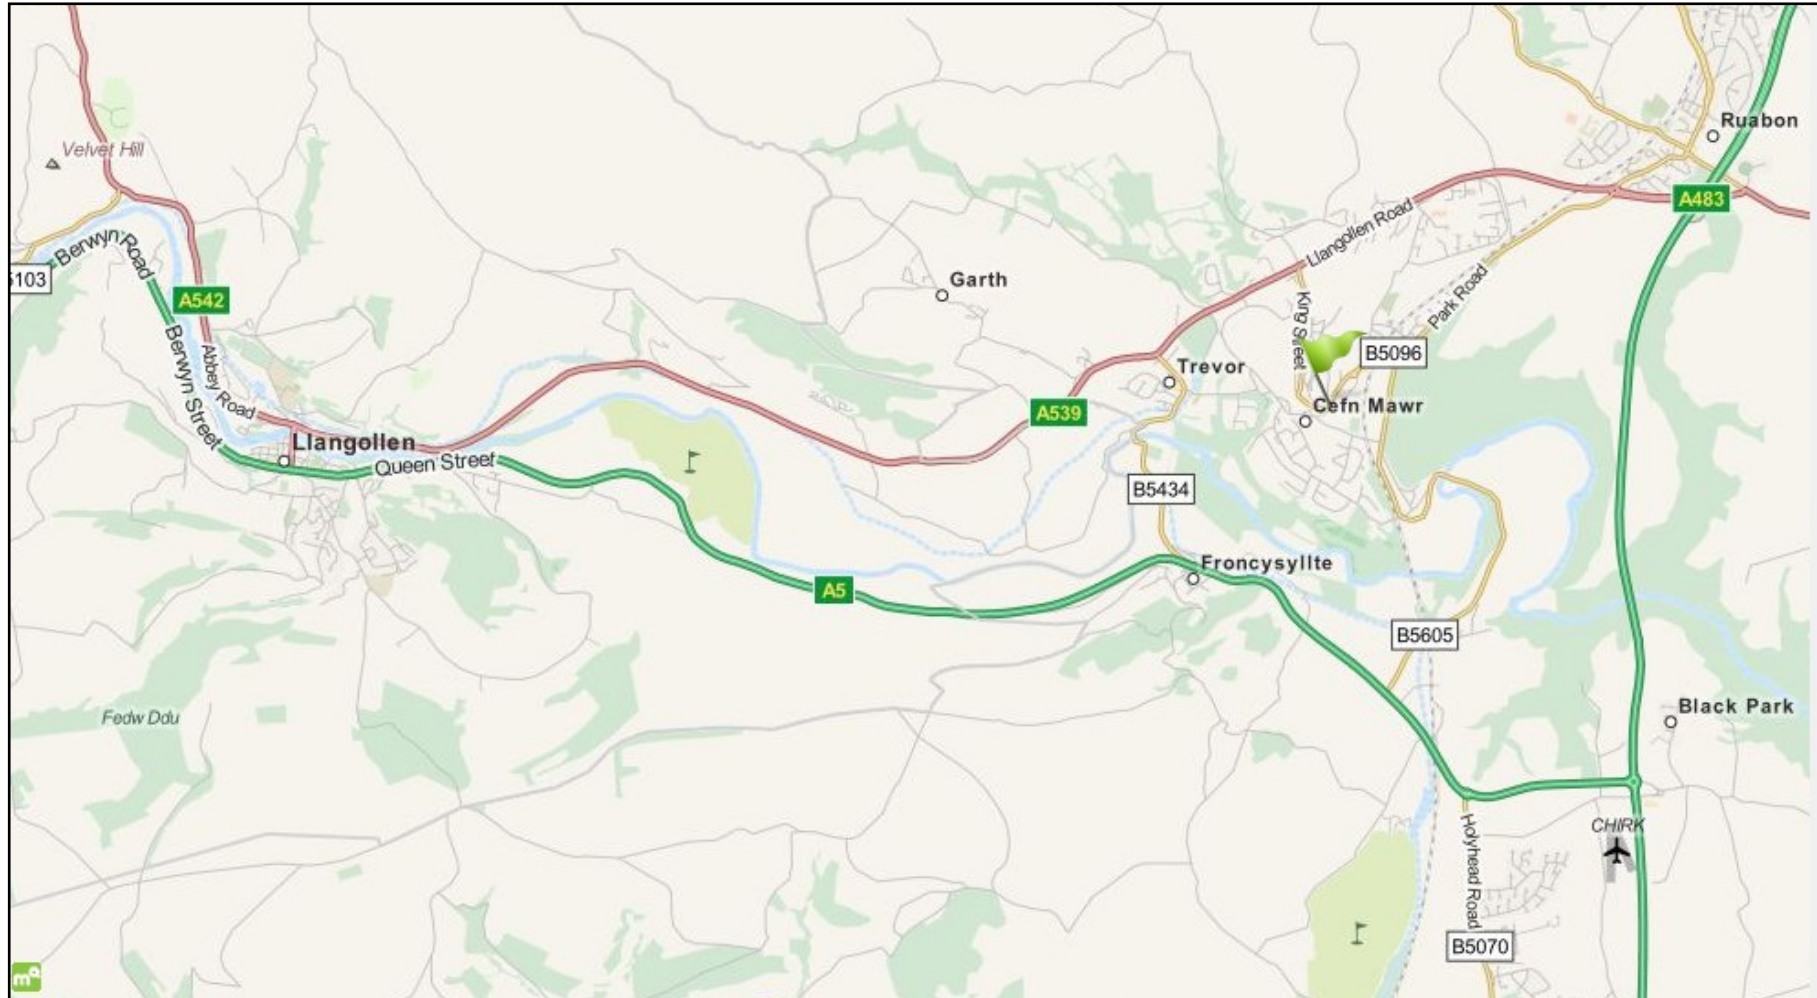 Ruabon
Velvet Hill
A483
Llangollen Road
Berwyn Road
5103
Garth
A542
Park Road
King Street
B5096
Trevor
Berwyn Street
Abbey Road
A539
Cefn Mawr
Llangollen
Queen Street
B5434
Froncysyllte
A5
B5605
Black Park
Fedw Ddu
CHIRK
Holyhead Road
B5070
mq